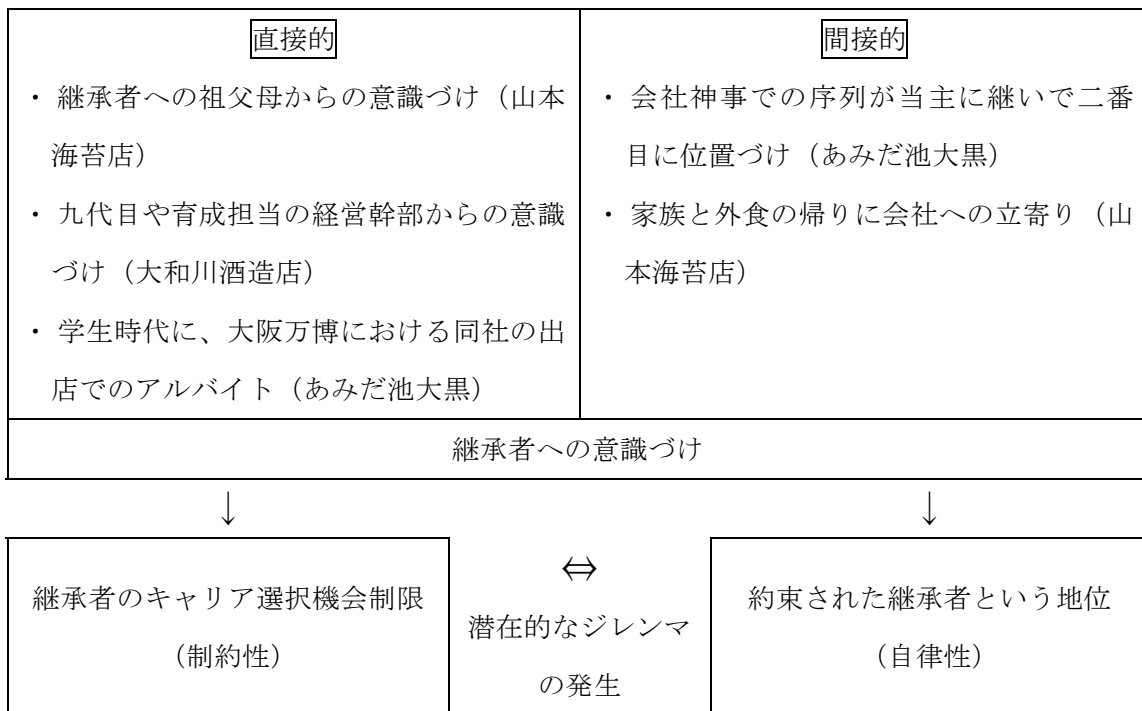 直接的
・ 継承者への祖父母からの意識づけ（山本
海苔店）
・ 九代目や育成担当の経営幹部からの意識
づけ（大和川酒造店）
・ 学生時代に、大阪万博における同社の出
店でのアルバイト（あみだ池大黒）
間接的
・ 会社神事での序列が当主に継いで二番
目に位置づけ（あみだ池大黒）
・ 家族と外食の帰りに会社への立寄り（山
本海苔店）
継承者への意識づけ
↓
↓
継承者のキャリア選択機会制限
（制約性）
⇔
潜在的なジレンマ
の発生
約束された継承者という地位
（自律性）